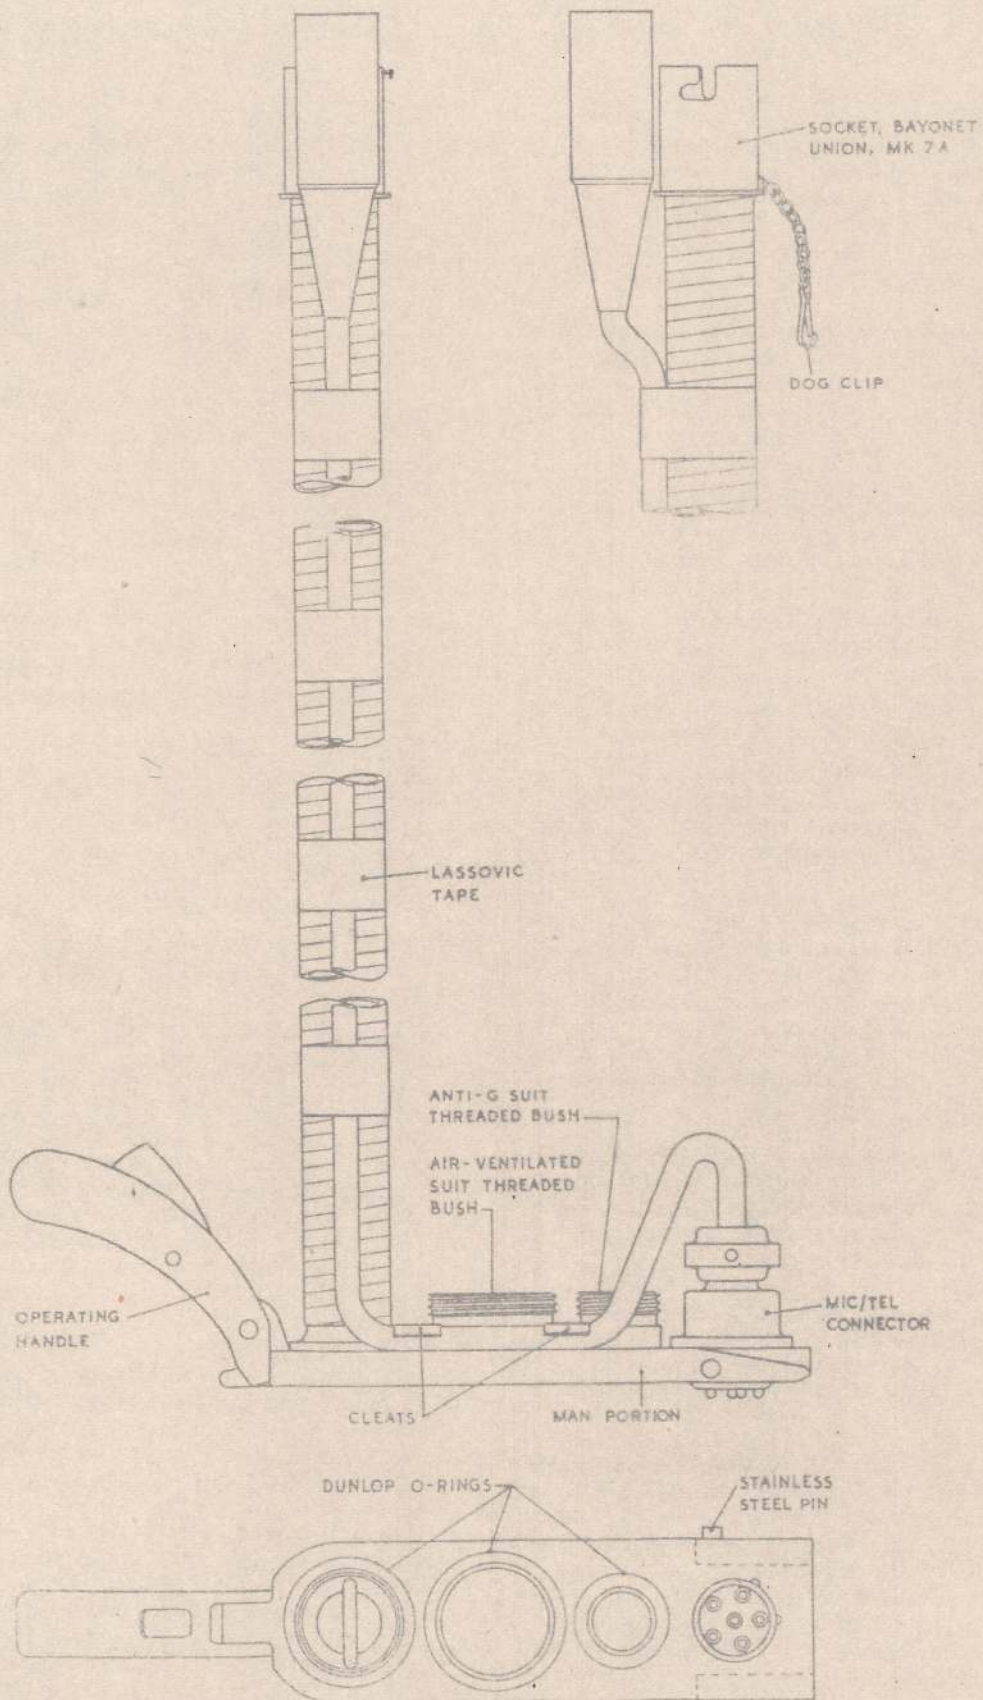 SOCKET, BAYONET
UNION, MK 7A
DOG CLIP
LASSOVIC
TAPE
ANTI-G SUIT
THREADED BUSH
AIR-VENTILATED
SUIT THREADED
BUSH
OPERATING
HANDLE
MIC/TEL
CONNECTOR
CLEATS
MAN PORTION
DUNLOP O-RINGS
STAINLESS
STEEL PIN